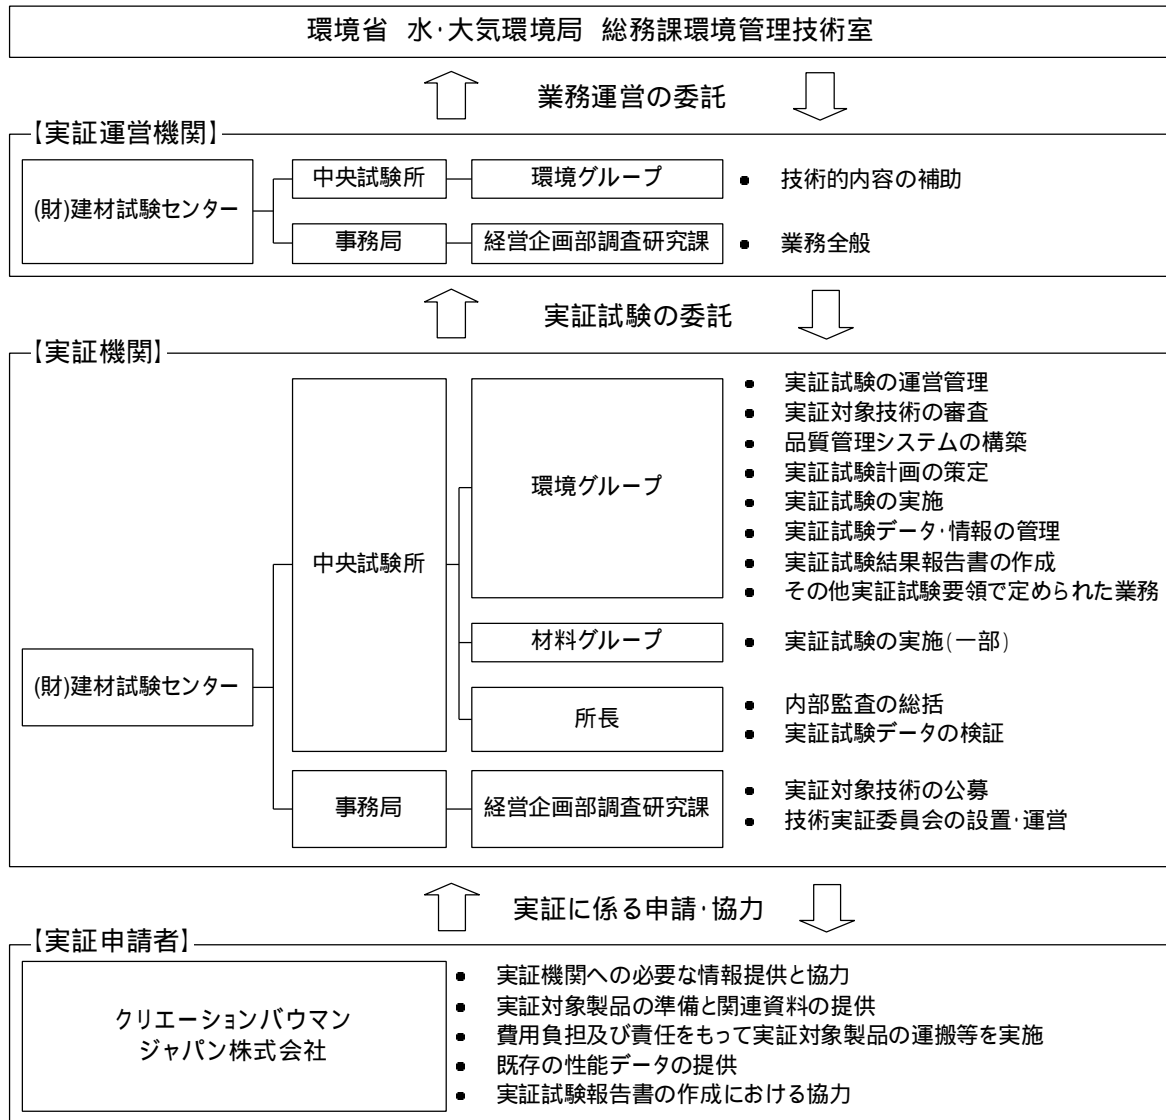 環境省 水･大気環境局 総務課環境管理技術室
業務運営の委託
【実証運営機関】
(財)建材試験センター
中央試験所
環境グループ
● 技術的内容の補助
事務局
経営企画部調査研究課
● 業務全般
実証試験の委託
【実証機関】
(財)建材試験センター
中央試験所
環境グループ
● 実証試験の運営管理
● 実証対象技術の審査
● 品質管理システムの構築
● 実証試験計画の策定
● 実証試験の実施
● 実証試験データ･情報の管理
● 実証試験結果報告書の作成
● その他実証試験要領で定められた業務
材料グループ
● 実証試験の実施(一部)
所長
● 内部監査の総括
● 実証試験データの検証
事務局
経営企画部調査研究課
● 実証対象技術の公募
● 技術実証委員会の設置･運営
実証に係る申請･協力
【実証申請者】
クリエーションバウマン
ジャパン株式会社
● 実証機関への必要な情報提供と協力
● 実証対象製品の準備と関連資料の提供
● 費用負担及び責任をもって実証対象製品の運搬等を実施
● 既存の性能データの提供
● 実証試験報告書の作成における協力